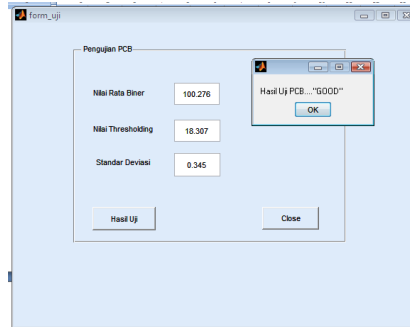 form_uji
Pengujian PCB
Nilai Rata Biner
100.276
Hasil Uji PCB...."GOOD"
OK
Nilai Thresholding
18.307
Standar Deviasi
0.345
Hasil Uji
Close